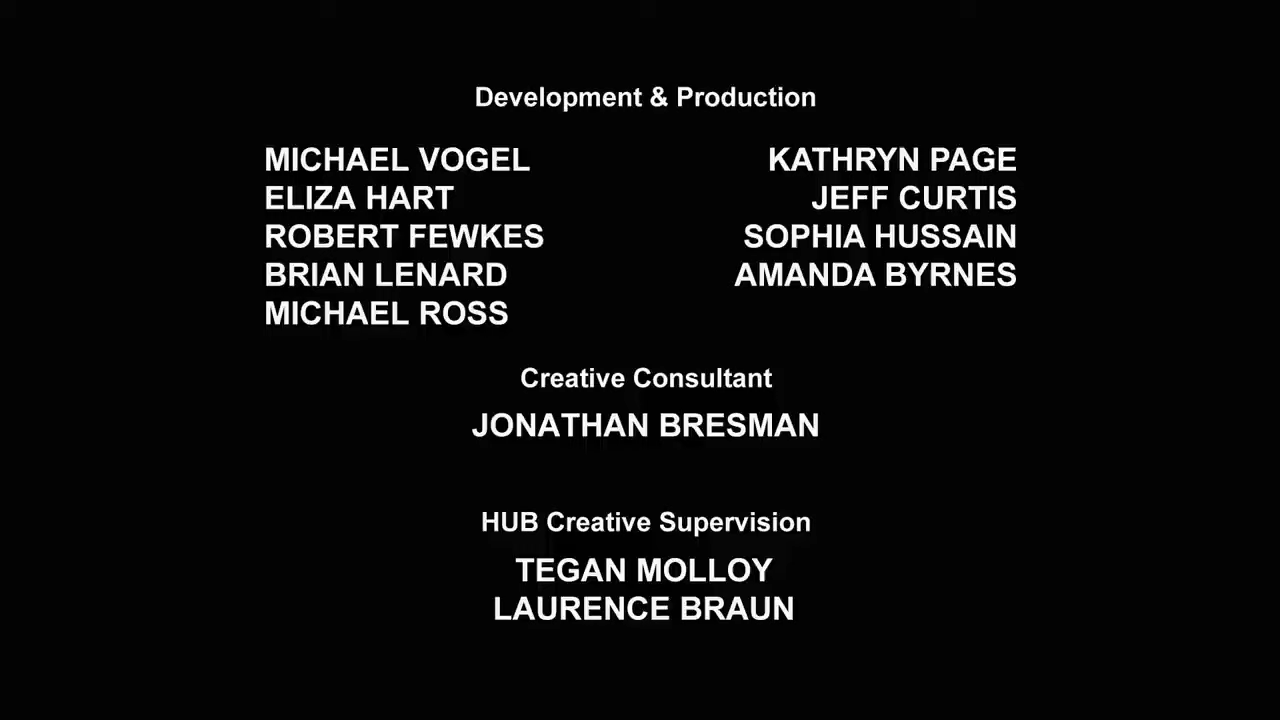 Development & Production
MICHAEL VOGEL
ELIZA HART
ROBERT FEWKES
BRIAN LENARD
MICHAEL ROSS
KATHRYN PAGE
JEFF CURTIS
SOPHIA HUSSAIN
AMANDA BYRNES
Creative Consultant
JONATHAN BRESMAN
HUB Creative Supervision
TEGAN MOLLOY
LAURENCE BRAUN